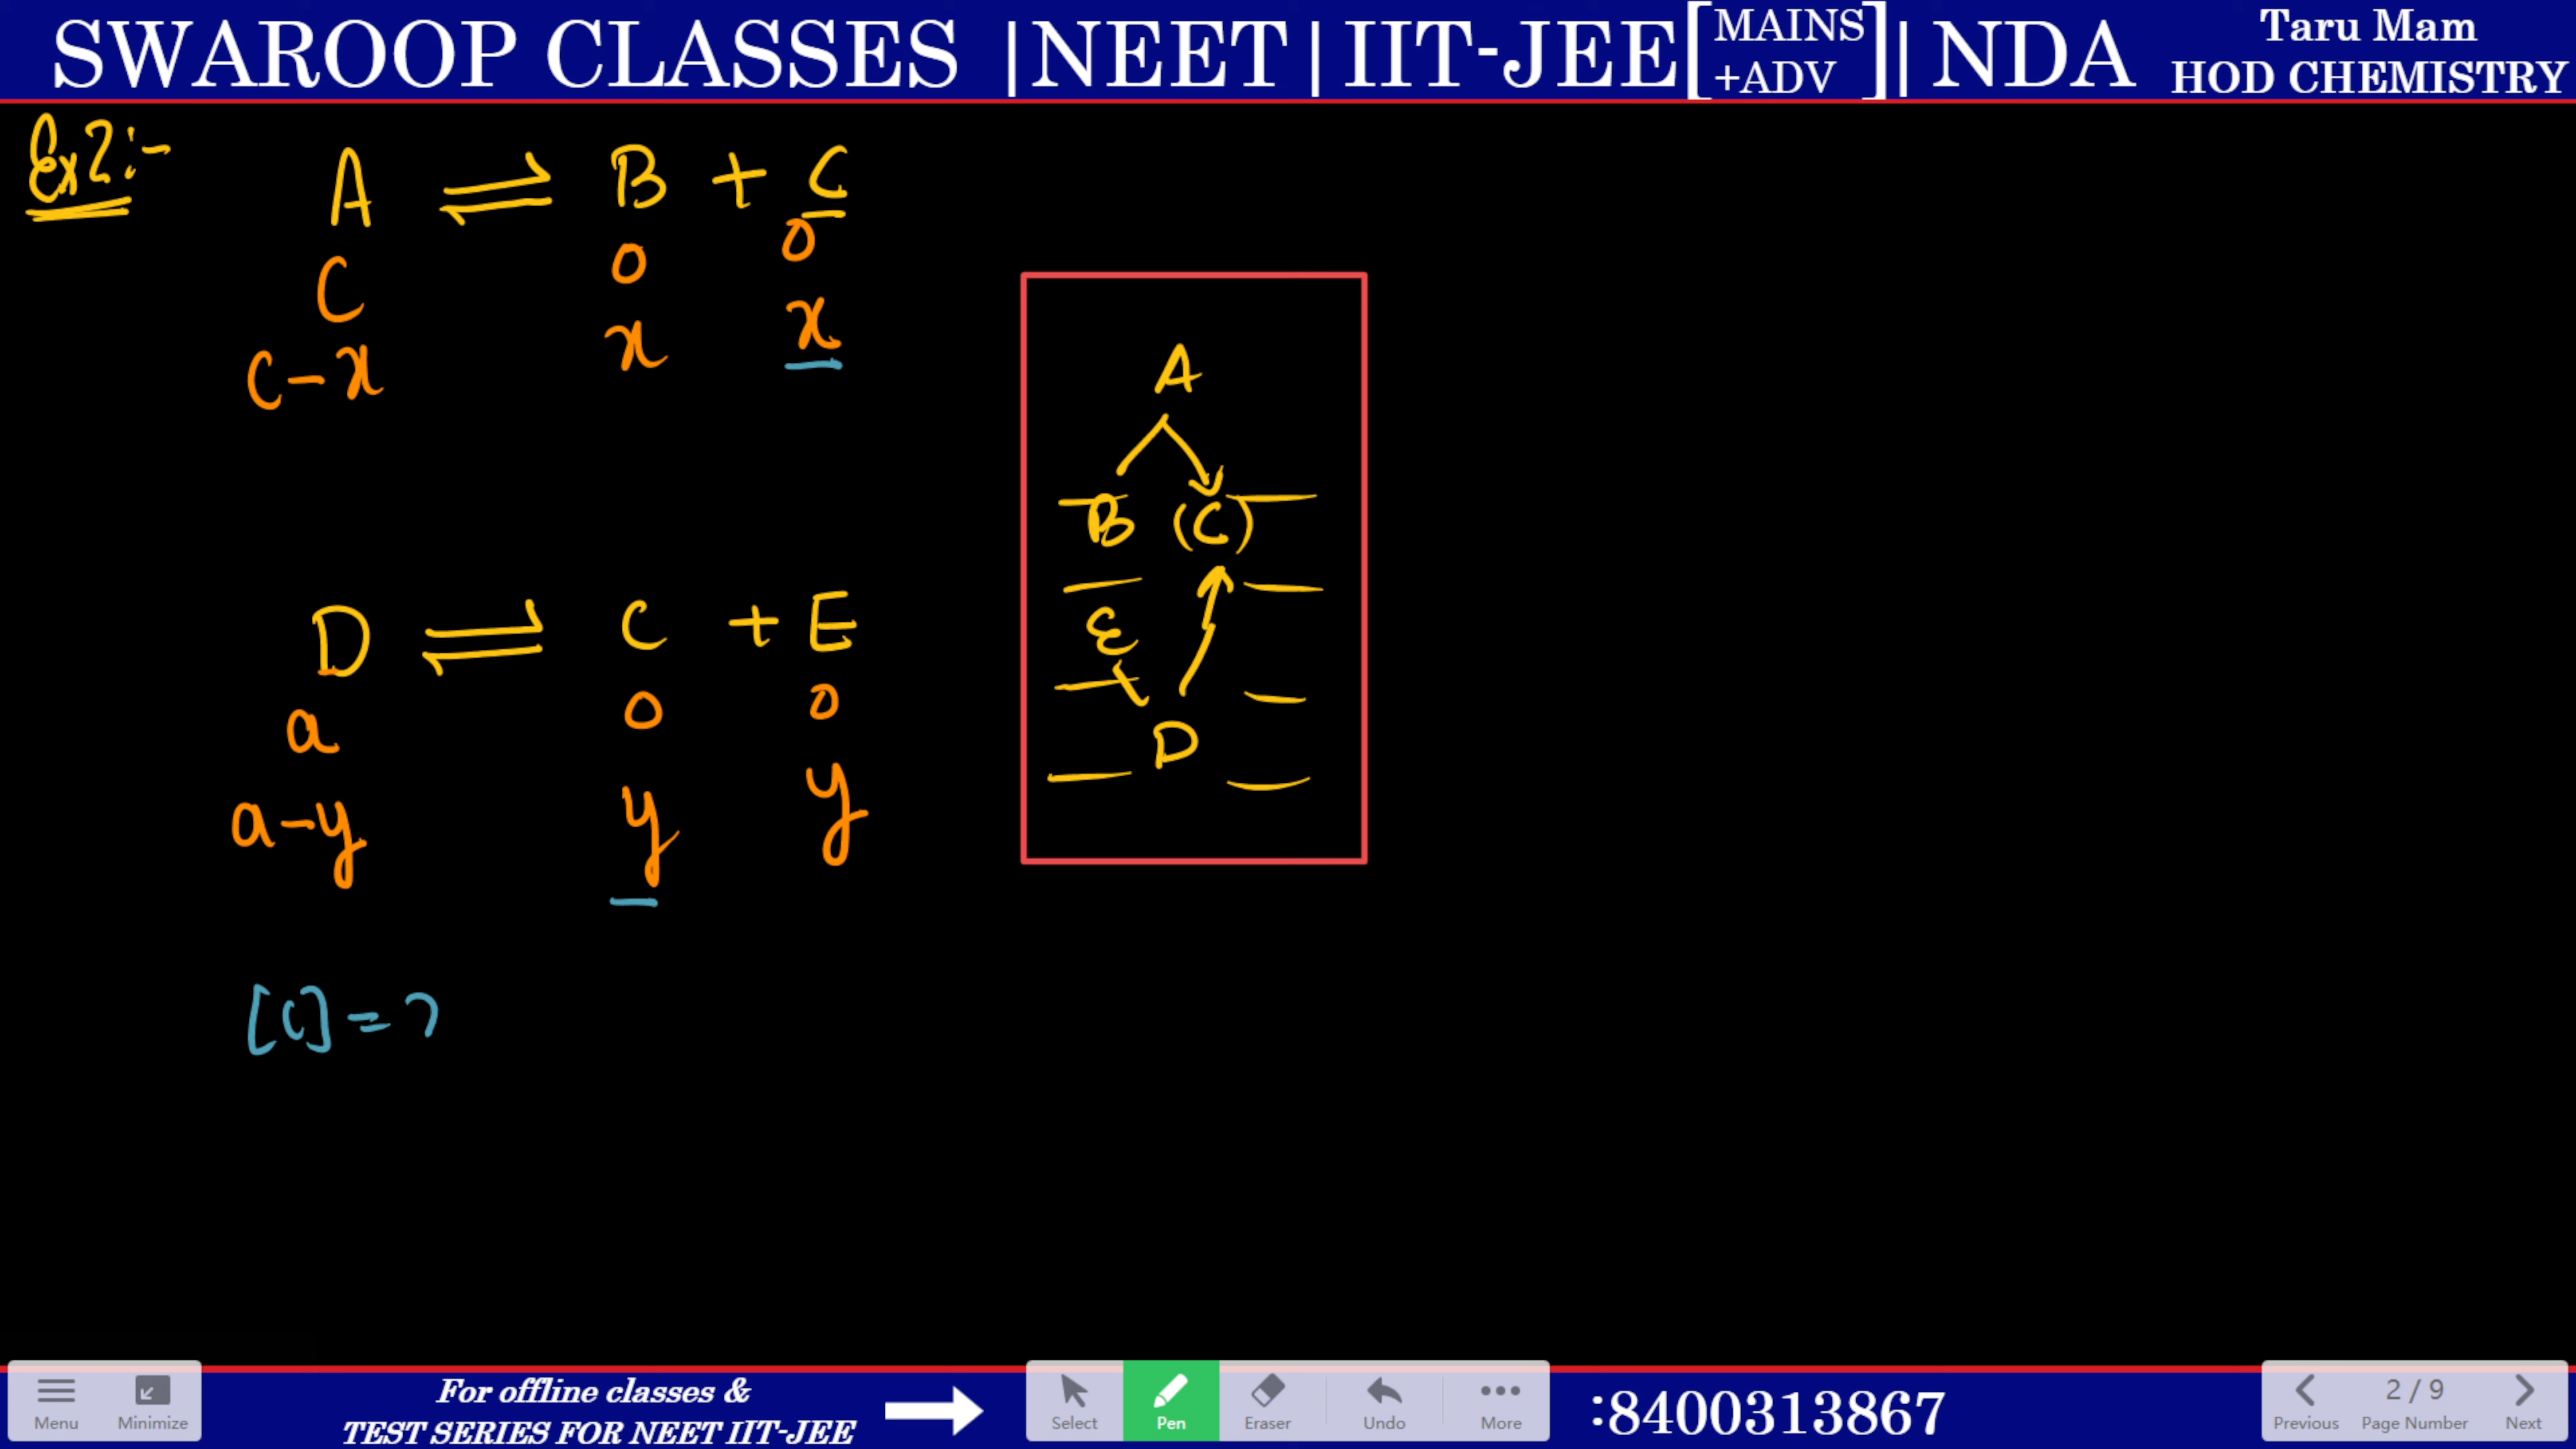 SWAROOP CLASSES |NEET| IIT-JEE[MAINS +ADV]| NDA
Taru Mam
HOD CHEMISTRY
Ex2:-
A ⇌ B + C
C 0 0
C-x x x
D ⇌ C + E
a 0 0
a-y y y
[C] = ?
A
B (C)
E
D
For offline classes &
TEST SERIES FOR NEET IIT-JEE
:8400313867
Menu Minimize
Select Pen Eraser Undo More
2 / 9
Previous Page Number Next